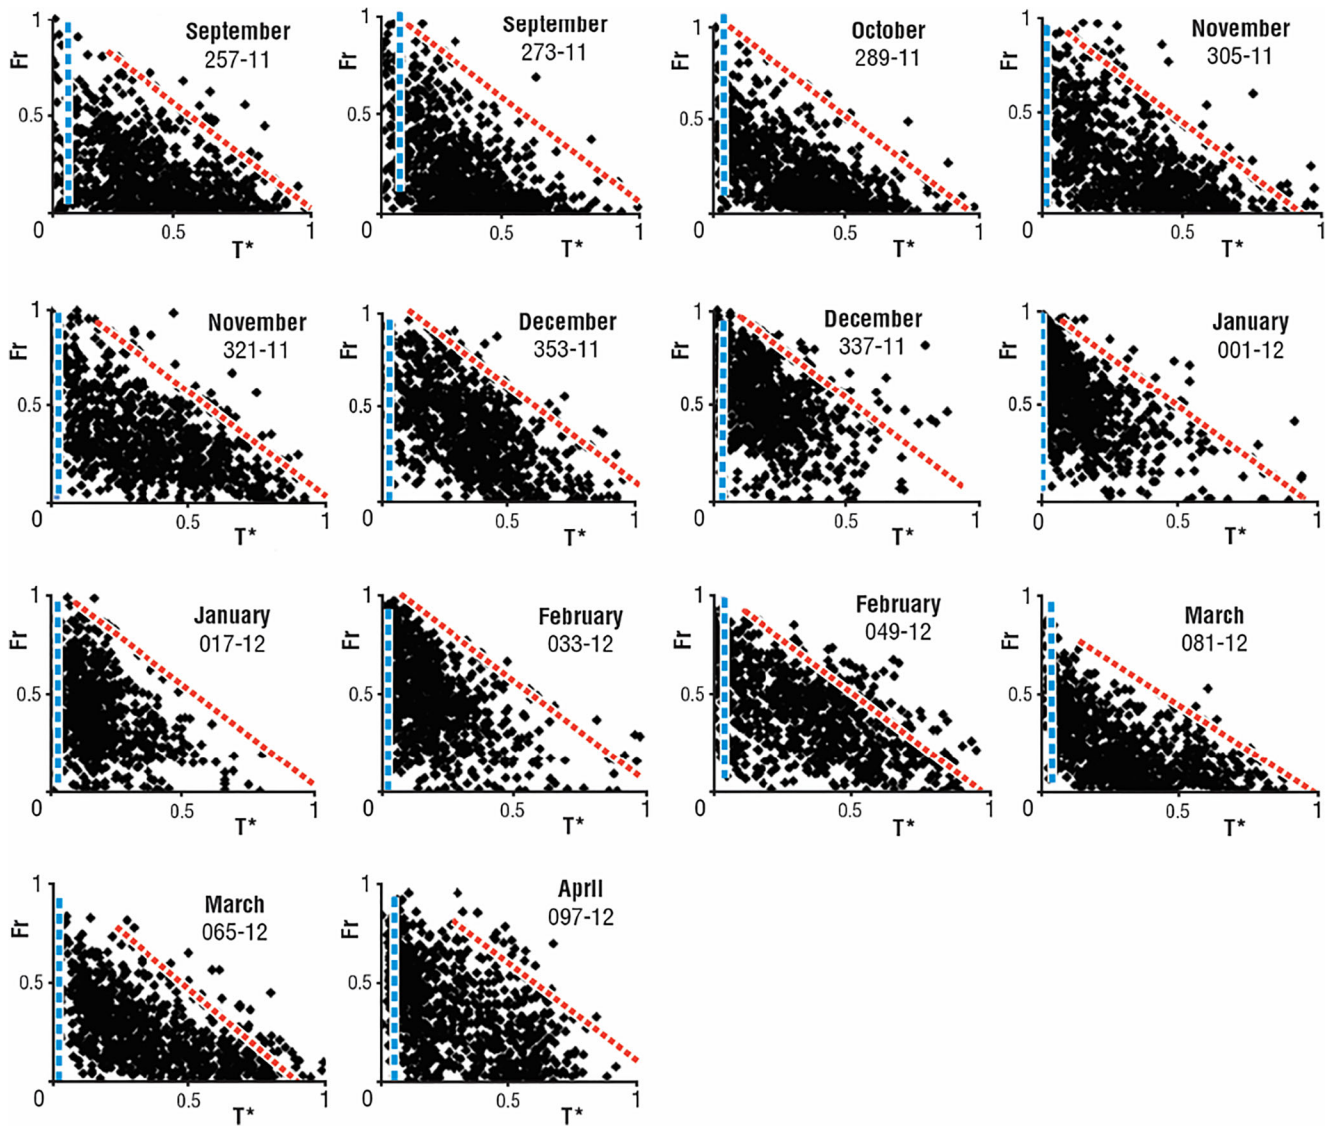 1
Fr
0.5
0
0.5
1
T*
September
257-11
1
Fr
0.5
0
0.5
1
T*
September
273-11
1
Fr
0.5
0
0.5
1
T*
October
289-11
1
Fr
0.5
0
0.5
1
T*
November
305-11
1
Fr
0.5
0
0.5
1
T*
November
321-11
1
Fr
0.5
0
0.5
1
T*
December
353-11
1
Fr
0.5
0
0.5
1
T*
December
337-11
1
Fr
0.5
0
0.5
1
T*
January
001-12
1
Fr
0.5
0
0.5
1
T*
January
017-12
1
Fr
0.5
0
0.5
1
T*
February
033-12
1
Fr
0.5
0
0.5
1
T*
February
049-12
1
Fr
0.5
0
0.5
1
T*
March
081-12
1
Fr
0.5
0
0.5
1
T*
March
065-12
1
Fr
0.5
0
0.5
1
T*
April
097-12